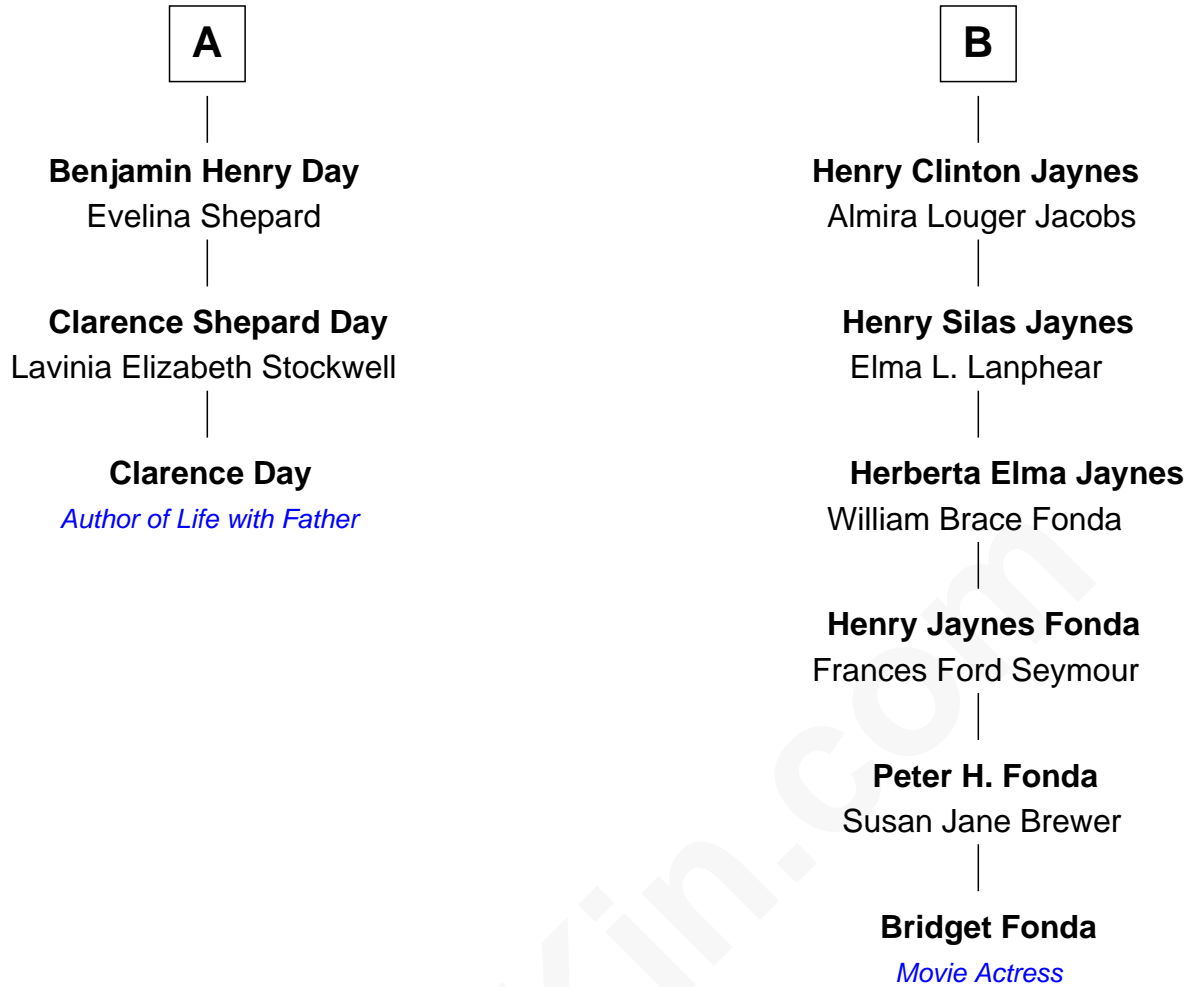 A
Benjamin Henry Day
Evelina Shepard
Clarence Shepard Day
Lavinia Elizabeth Stockwell
Clarence Day
Author of Life with Father
B
Henry Clinton Jaynes
Almira Louger Jacobs
Henry Silas Jaynes
Elma L. Lanphear
Herberta Elma Jaynes
William Brace Fonda
Henry Jaynes Fonda
Frances Ford Seymour
Peter H. Fonda
Susan Jane Brewer
Bridget Fonda
Movie Actress